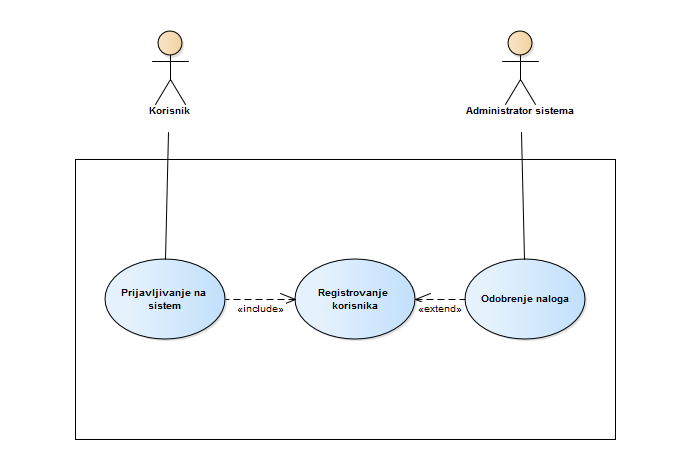 Korisnik
Administrator sistema
Prijavljivanje na
sistem
«include»
Registrovanje
korisnika
«extend»
Odobrenje naloga